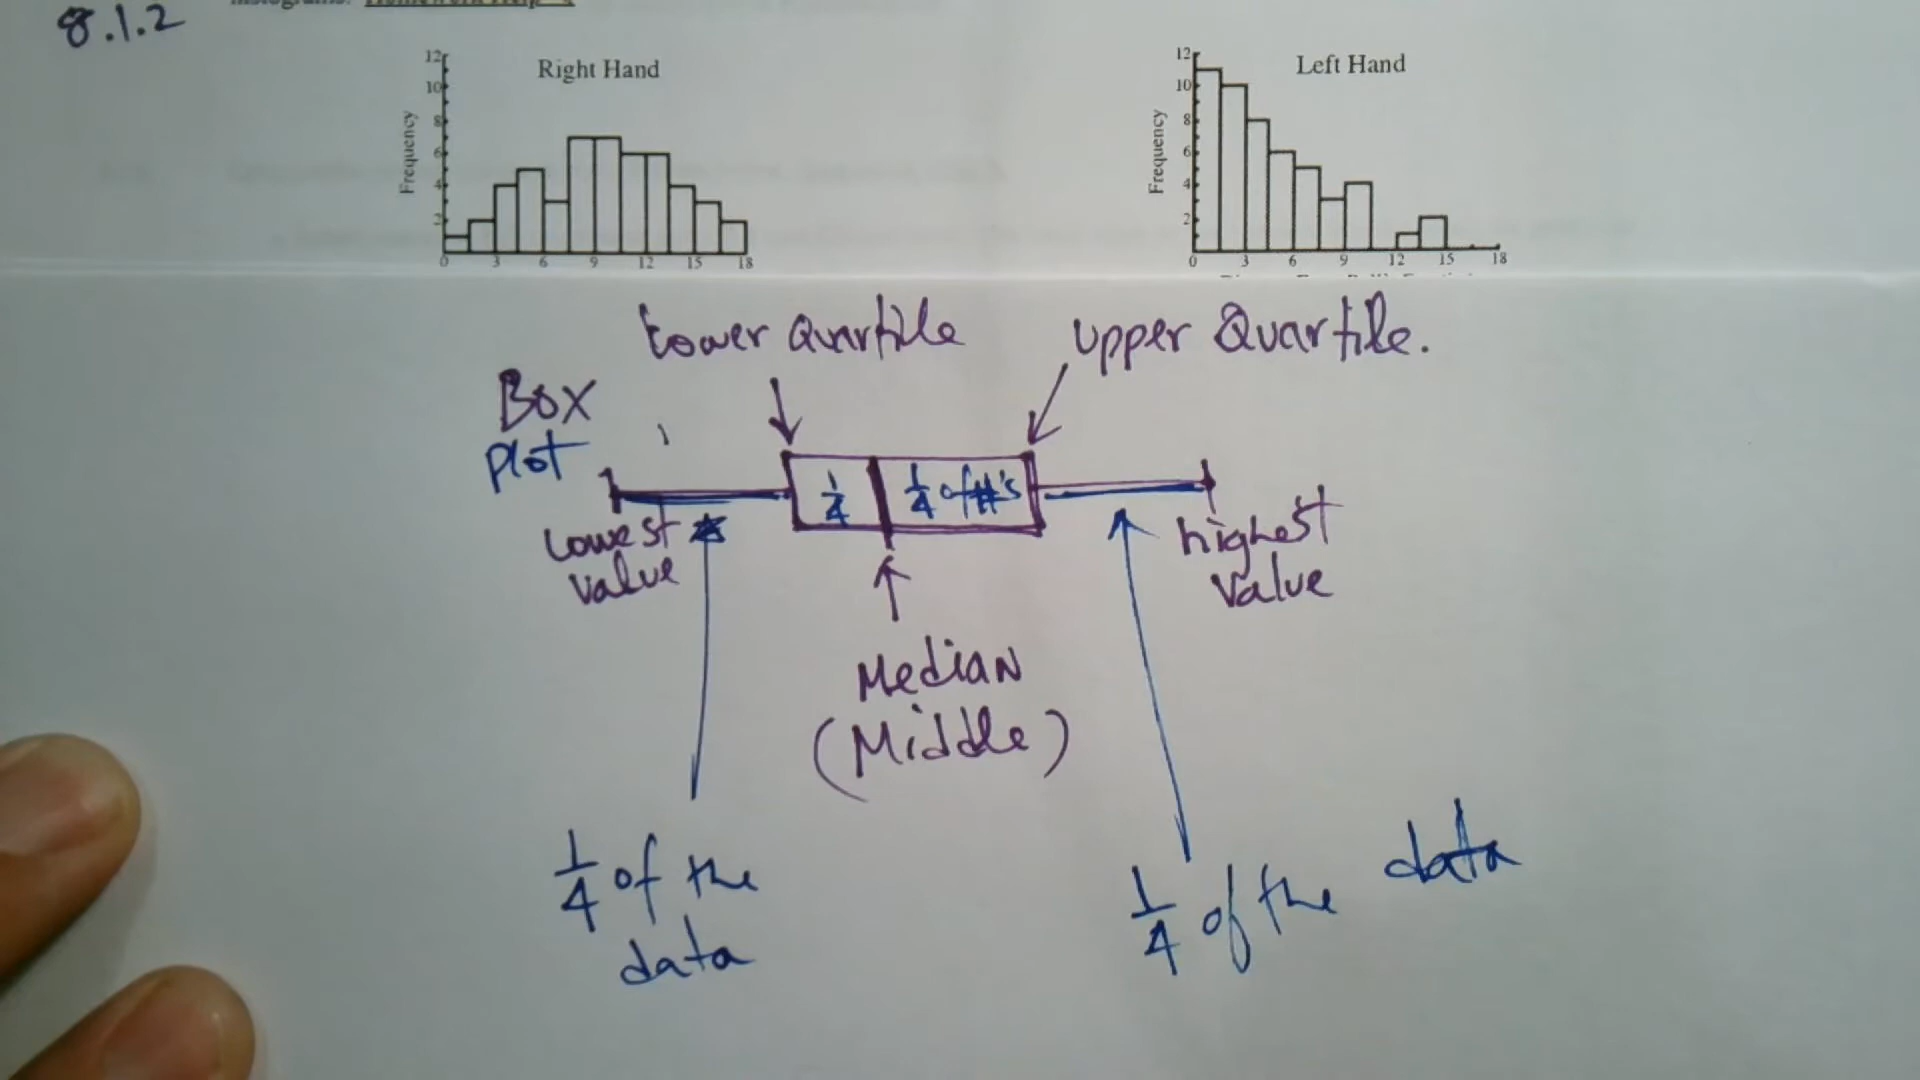 8.1.2
histograms. Homework Help
Right Hand
Frequency
12
10
8
6
4
2
0 3 6 9 12 15 18
Left Hand
Frequency
12
10
8
6
4
2
0 3 6 9 12 15 18
Lower Quartile
Upper Quartile.
Box
Plot
1/4
1/4 of #'s
Lowest
Value
highest
Value
Median
(Middle)
1/4 of the
data
1/4 of the data